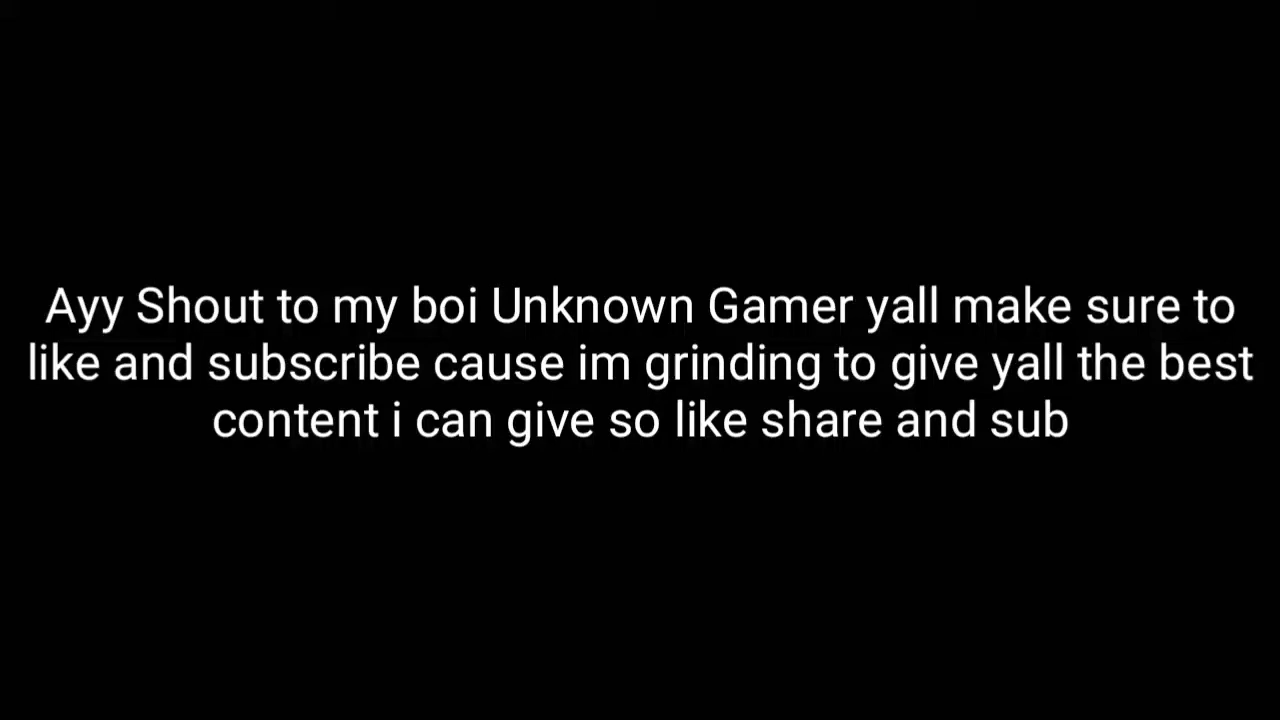 Ayy Shout to my boi Unknown Gamer yall make sure to
like and subscribe cause im grinding to give yall the best
content i can give so like share and sub